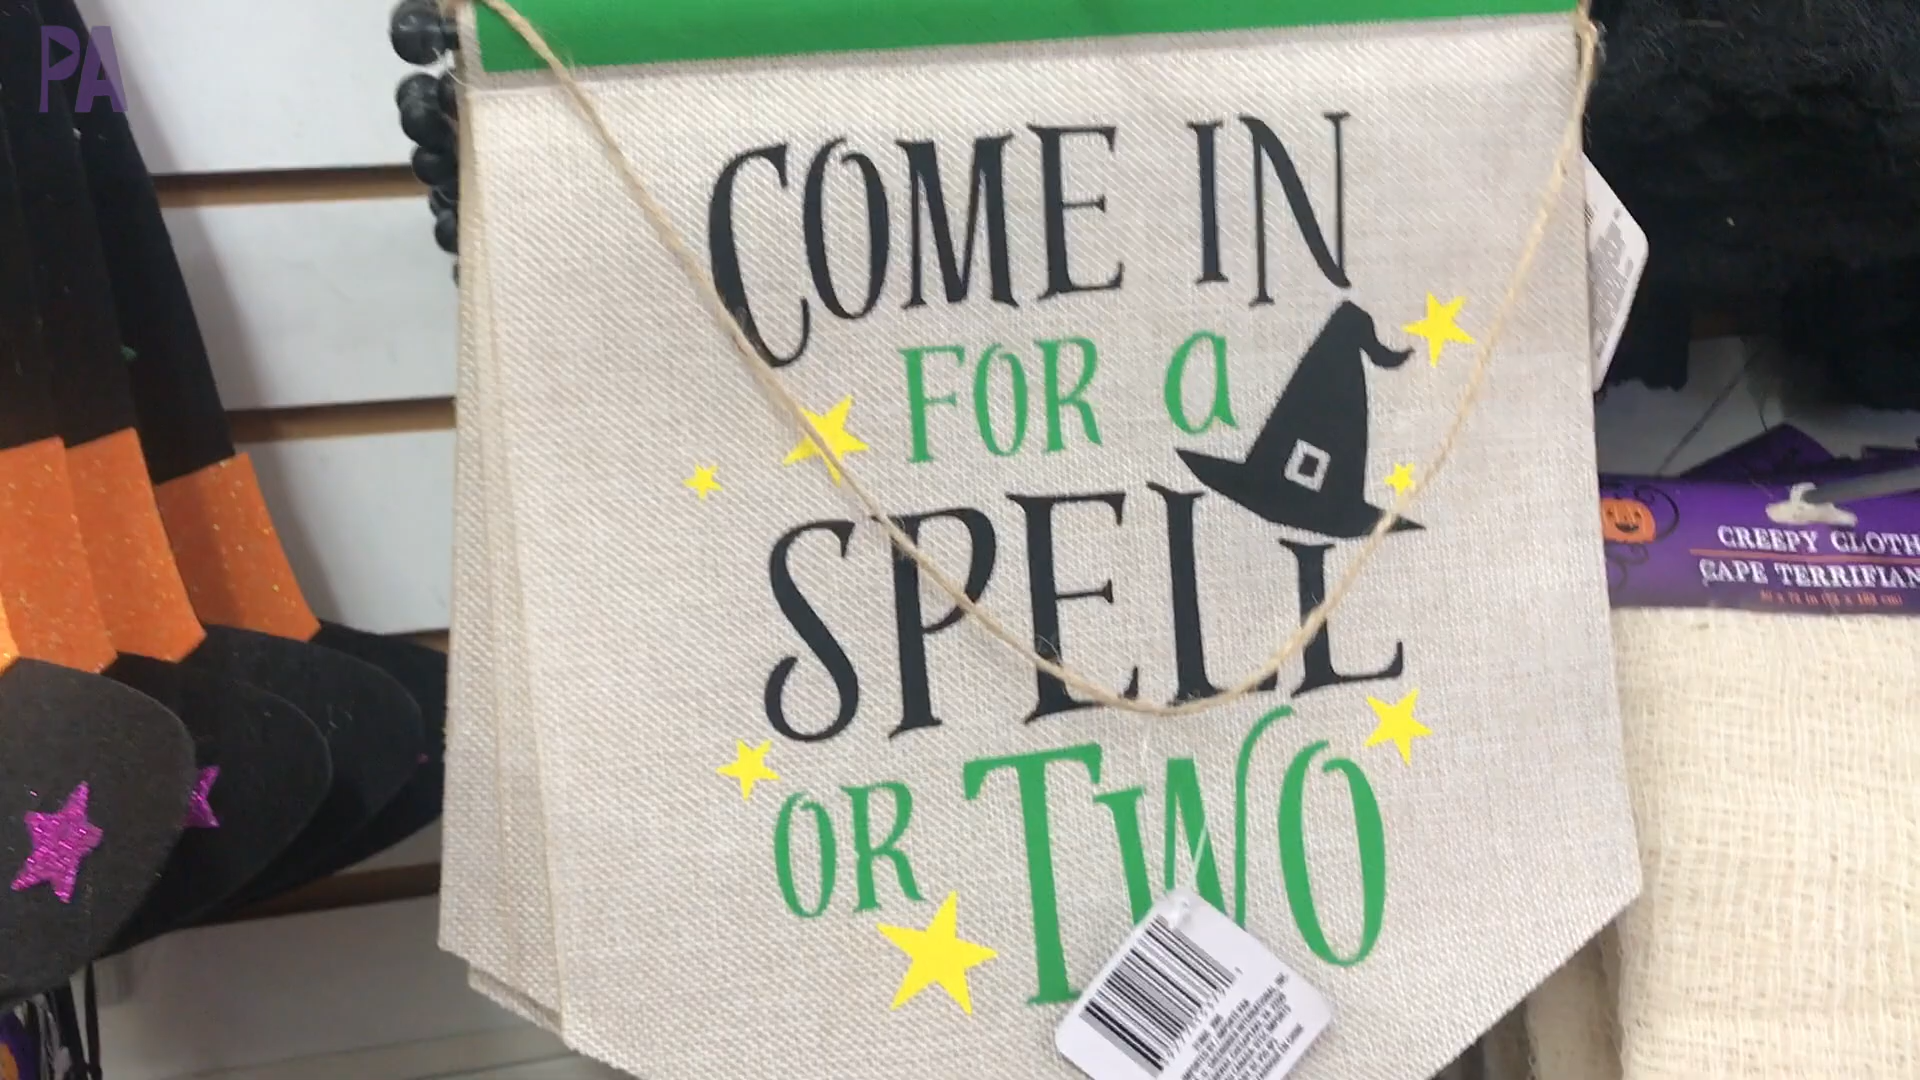 PA
COME IN
FOR a
SPELL
OR TWO
CREEPY CLOTH
CAPE TERRIFIAN